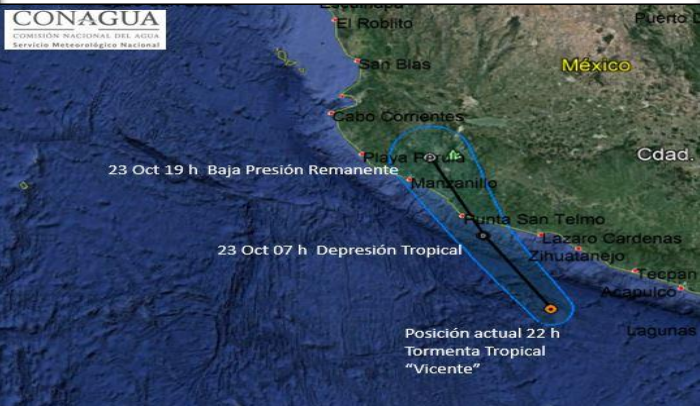 CONAGUA
COMISIÓN NACIONAL DEL AGUA
Servicio Meteorológico Nacional
El Roblito
Puerto
San Blas
México
Cabo Corrientes
Cdad.
23 Oct 19 h Baja Presión Remanente
Playa
Manzanillo
Punta San Telmo
23 Oct 07 h Depresión Tropical
Lazaro Cardenas
Zihuatanejo
Tecpan
Acapulco
Lagunas
Posición actual 22 h
Tormenta Tropical
“Vicente”